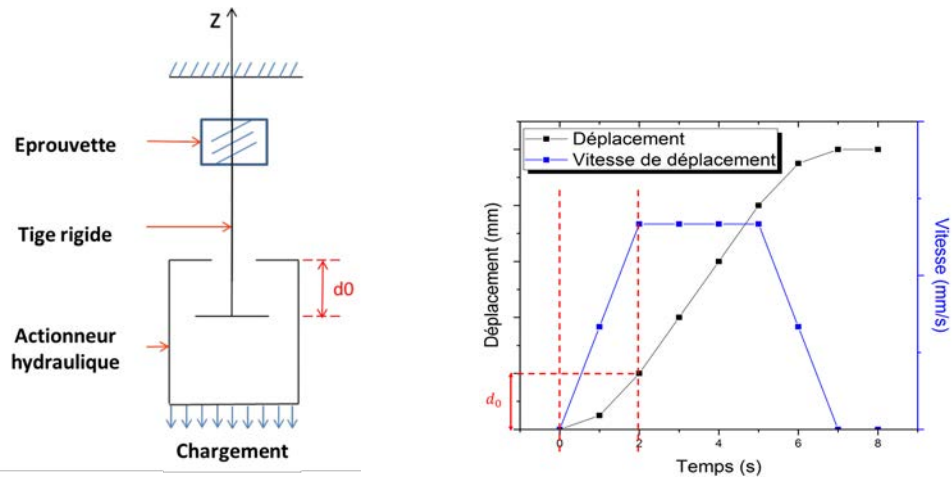 Z
Eprouvette
Tige rigide
d0
Actionneur
hydraulique
Chargement
Déplacement
Vitesse de déplacement
Déplacement (mm)
Vitesse (mm/s)
d₀
0 2 4 6 8
Temps (s)